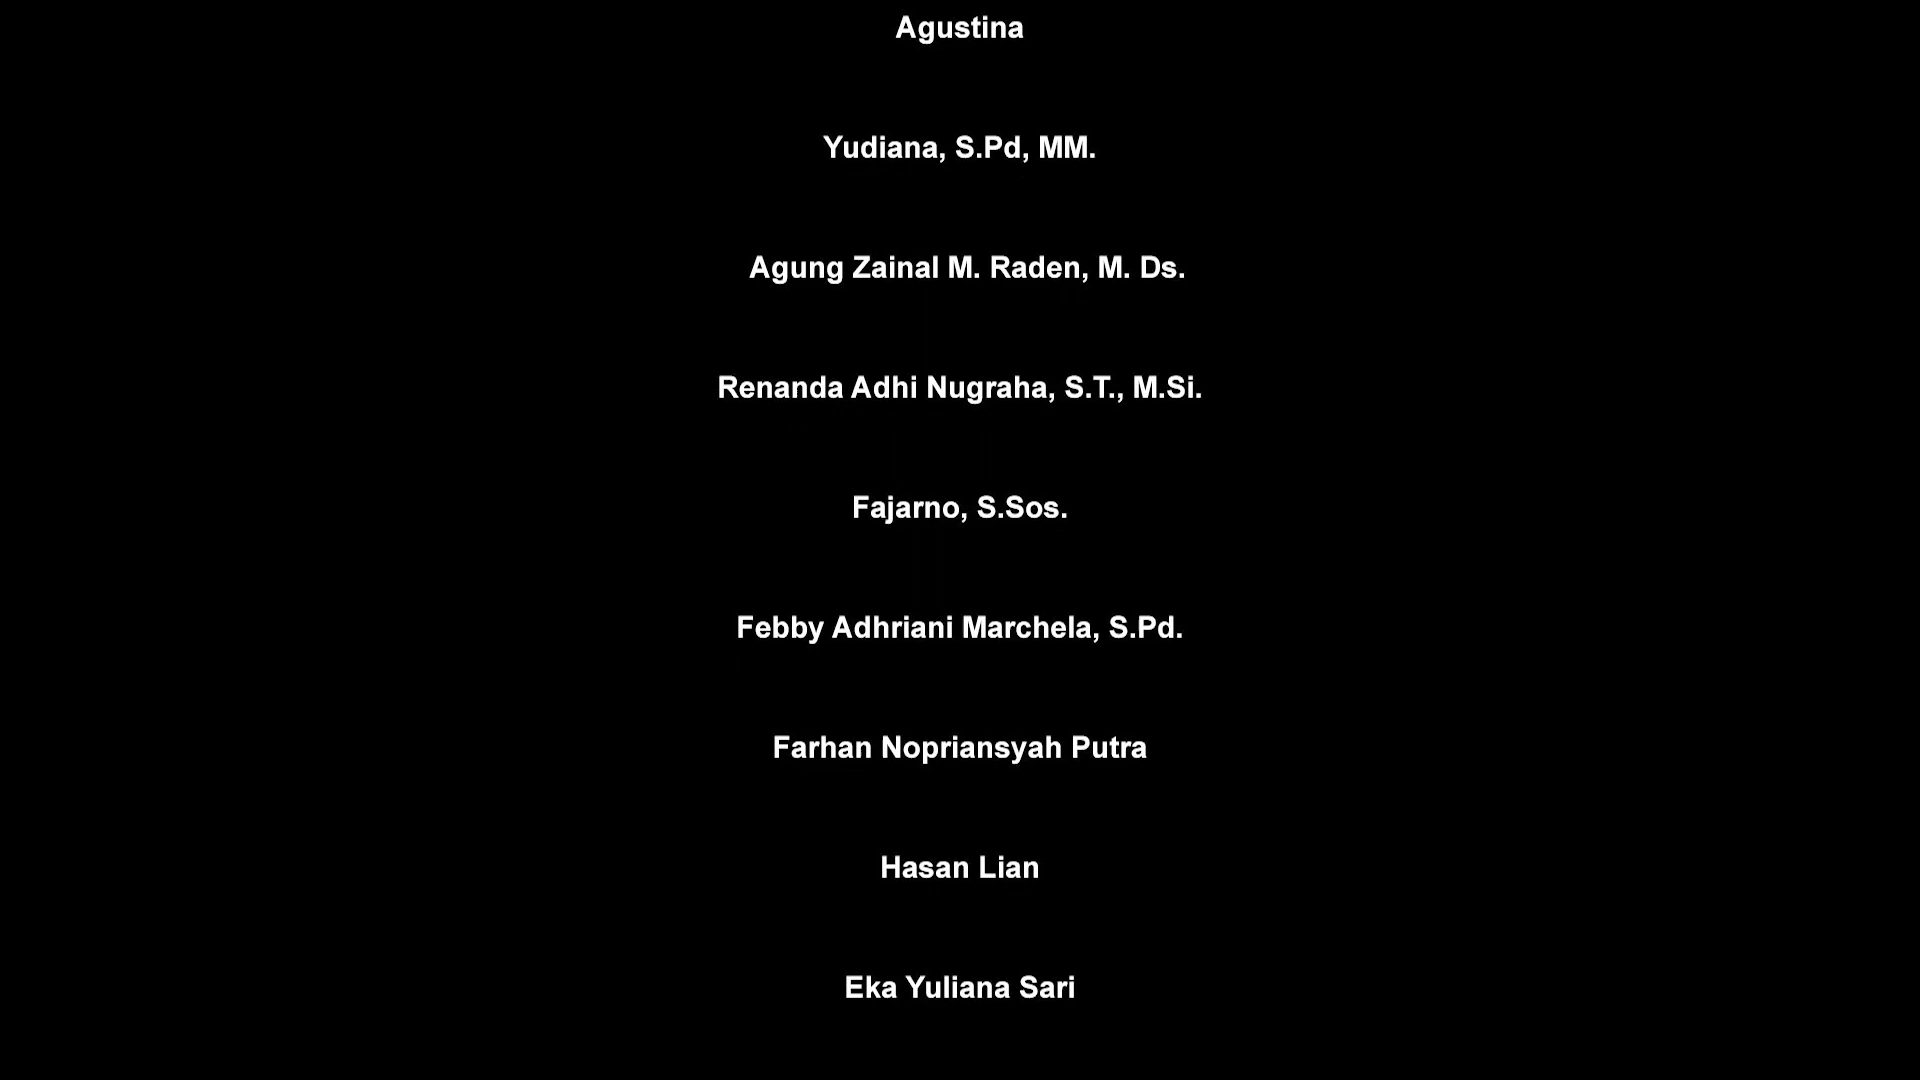 Agustina
Yudiana, S.Pd, MM.
Agung Zainal M. Raden, M. Ds.
Renanda Adhi Nugraha, S.T., M.Si.
Fajarno, S.Sos.
Febby Adhriani Marchela, S.Pd.
Farhan Nopriansyah Putra
Hasan Lian
Eka Yuliana Sari